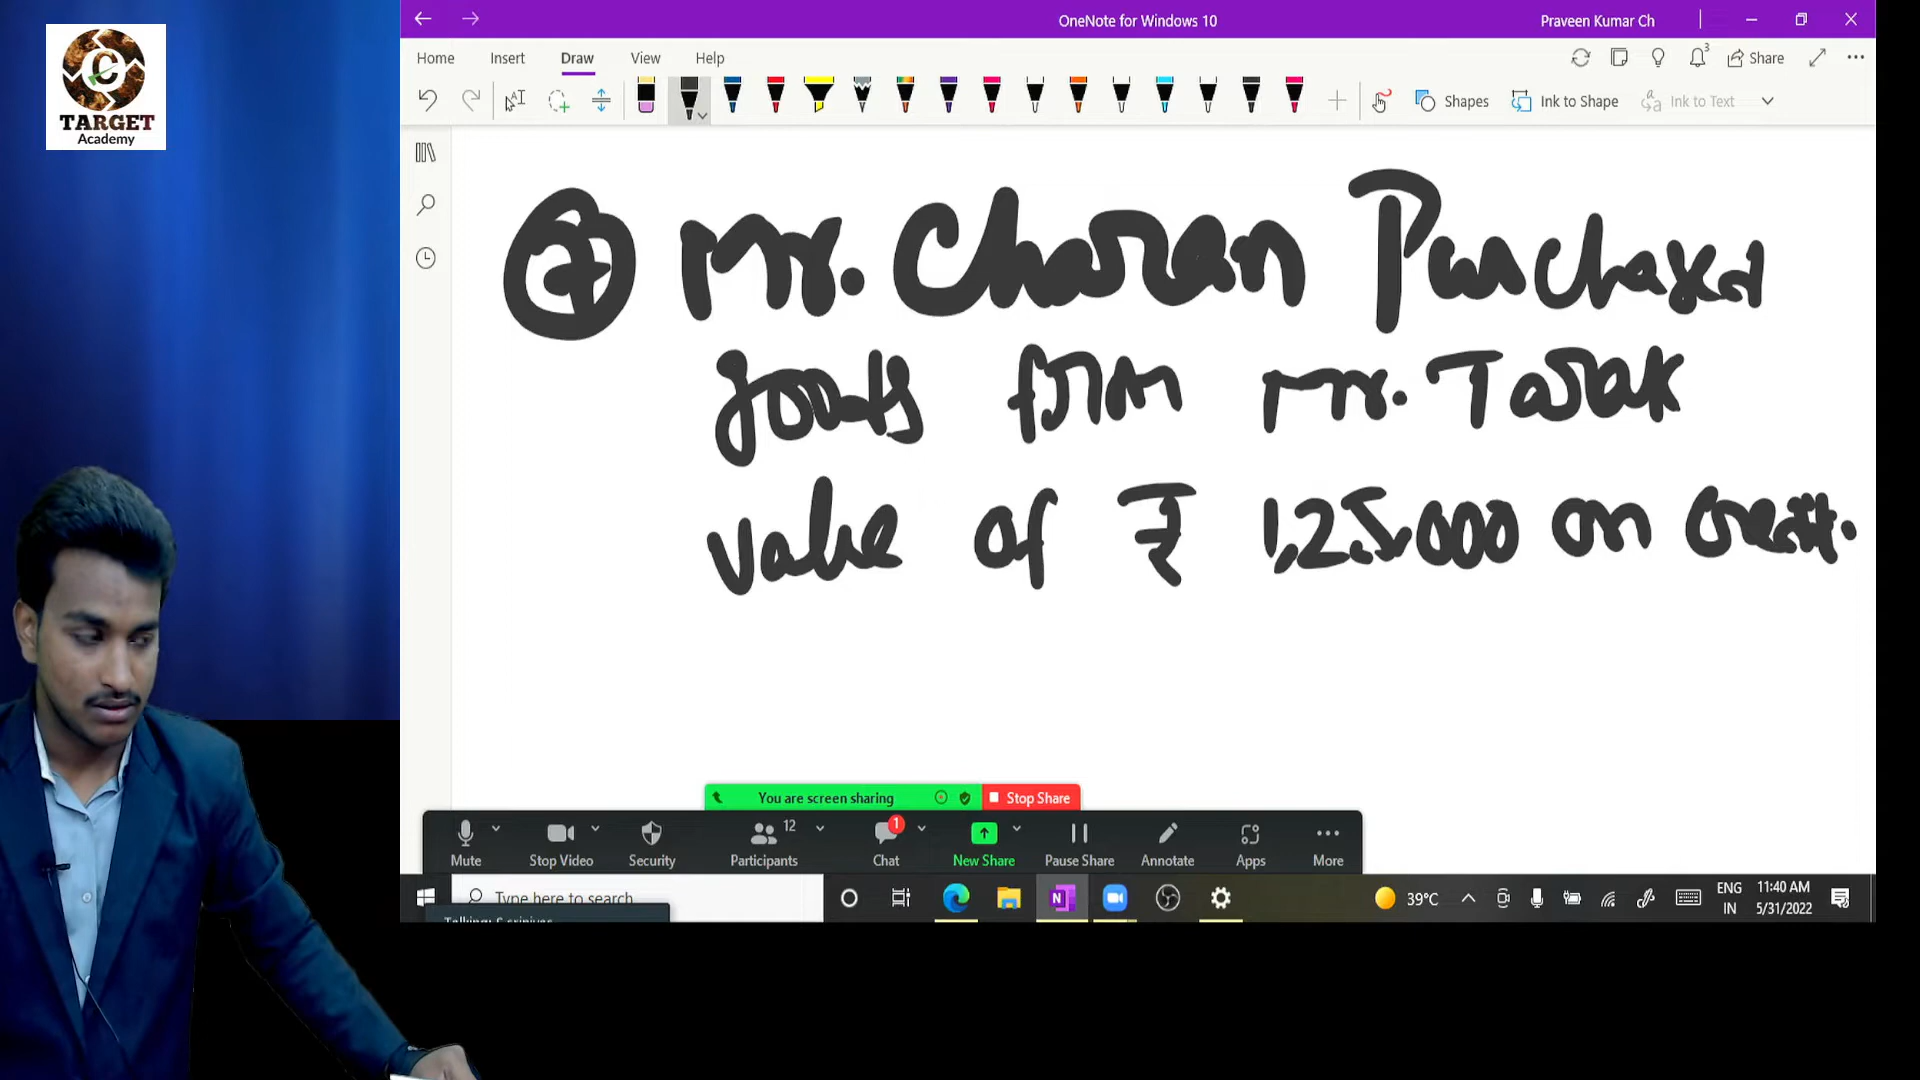 TARGET
Academy
OneNote for Windows 10
Praveen Kumar Ch
Home Insert Draw View Help
3
Share
Shapes
Ink to Shape
Ink to Text
Mr. Charan Purchased
goods from Mr. Tarak
value of ₹ 1,25,000 on credit.
You are screen sharing
Stop Share
12
1
Mute
Stop Video
Security
Participants
Chat
New Share
Pause Share
Annotate
Apps
More
Type here to search
39°C
ENG
IN
11:40 AM
5/31/2022
Talking: